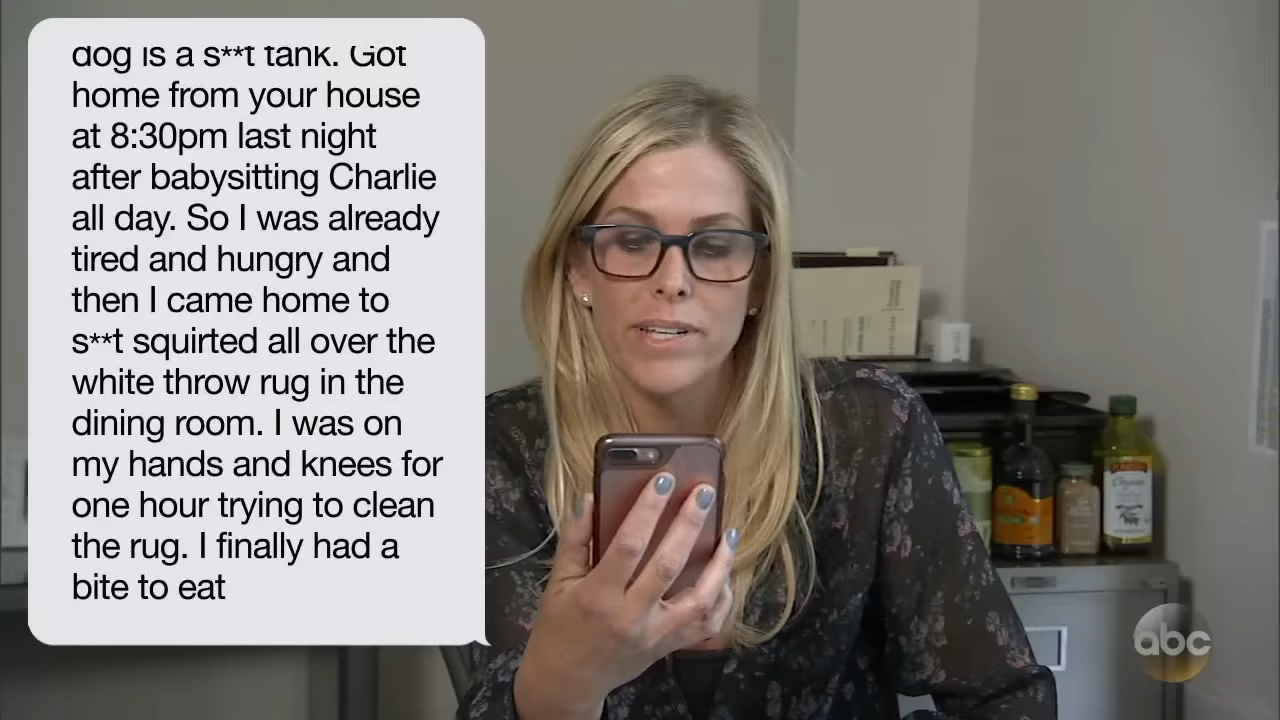 dog is a s**t tank. Got
home from your house
at 8:30pm last night
after babysitting Charlie
all day. So I was already
tired and hungry and
then I came home to
s**t squirted all over the
white throw rug in the
dining room. I was on
my hands and knees for
one hour trying to clean
the rug. I finally had a
bite to eat
abc